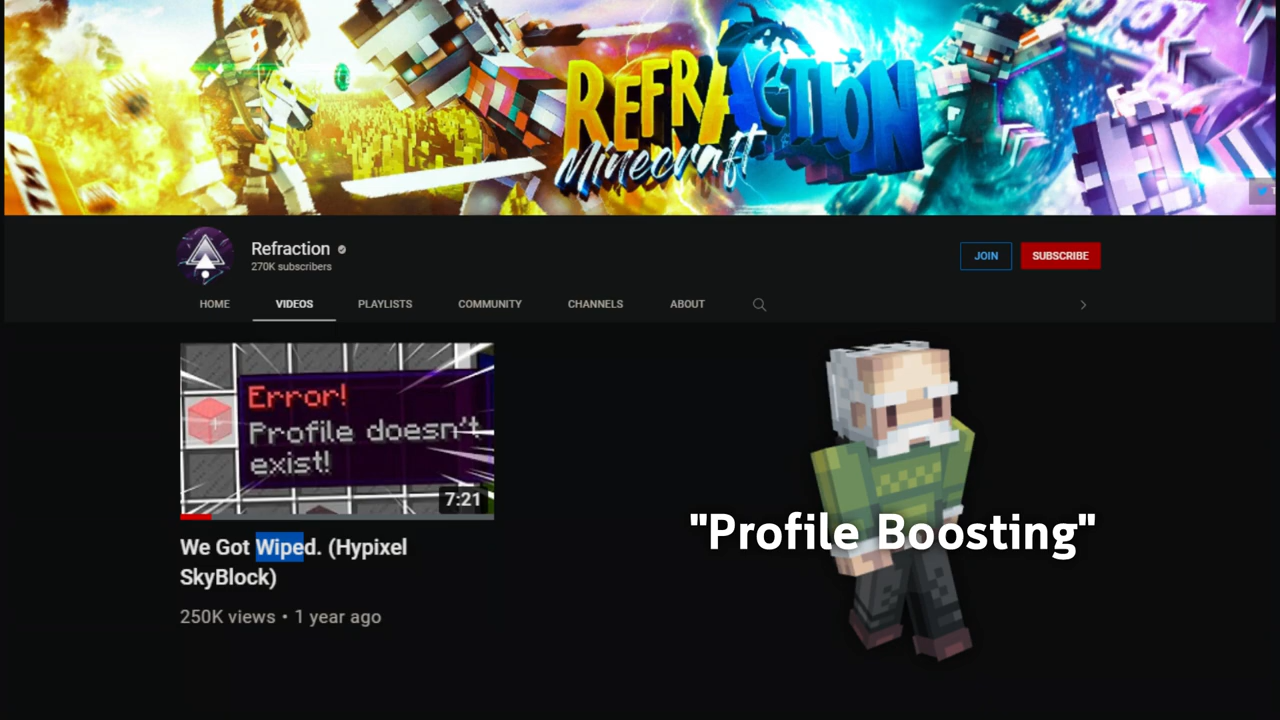 REFRACTION
Minecraft
TNT
Refraction
270K subscribers
JOIN
SUBSCRIBE
HOME
VIDEOS
PLAYLISTS
COMMUNITY
CHANNELS
ABOUT
Error!
Profile doesn't
exist!
7:21
We Got Wiped. (Hypixel
SkyBlock)
250K views • 1 year ago
"Profile Boosting"